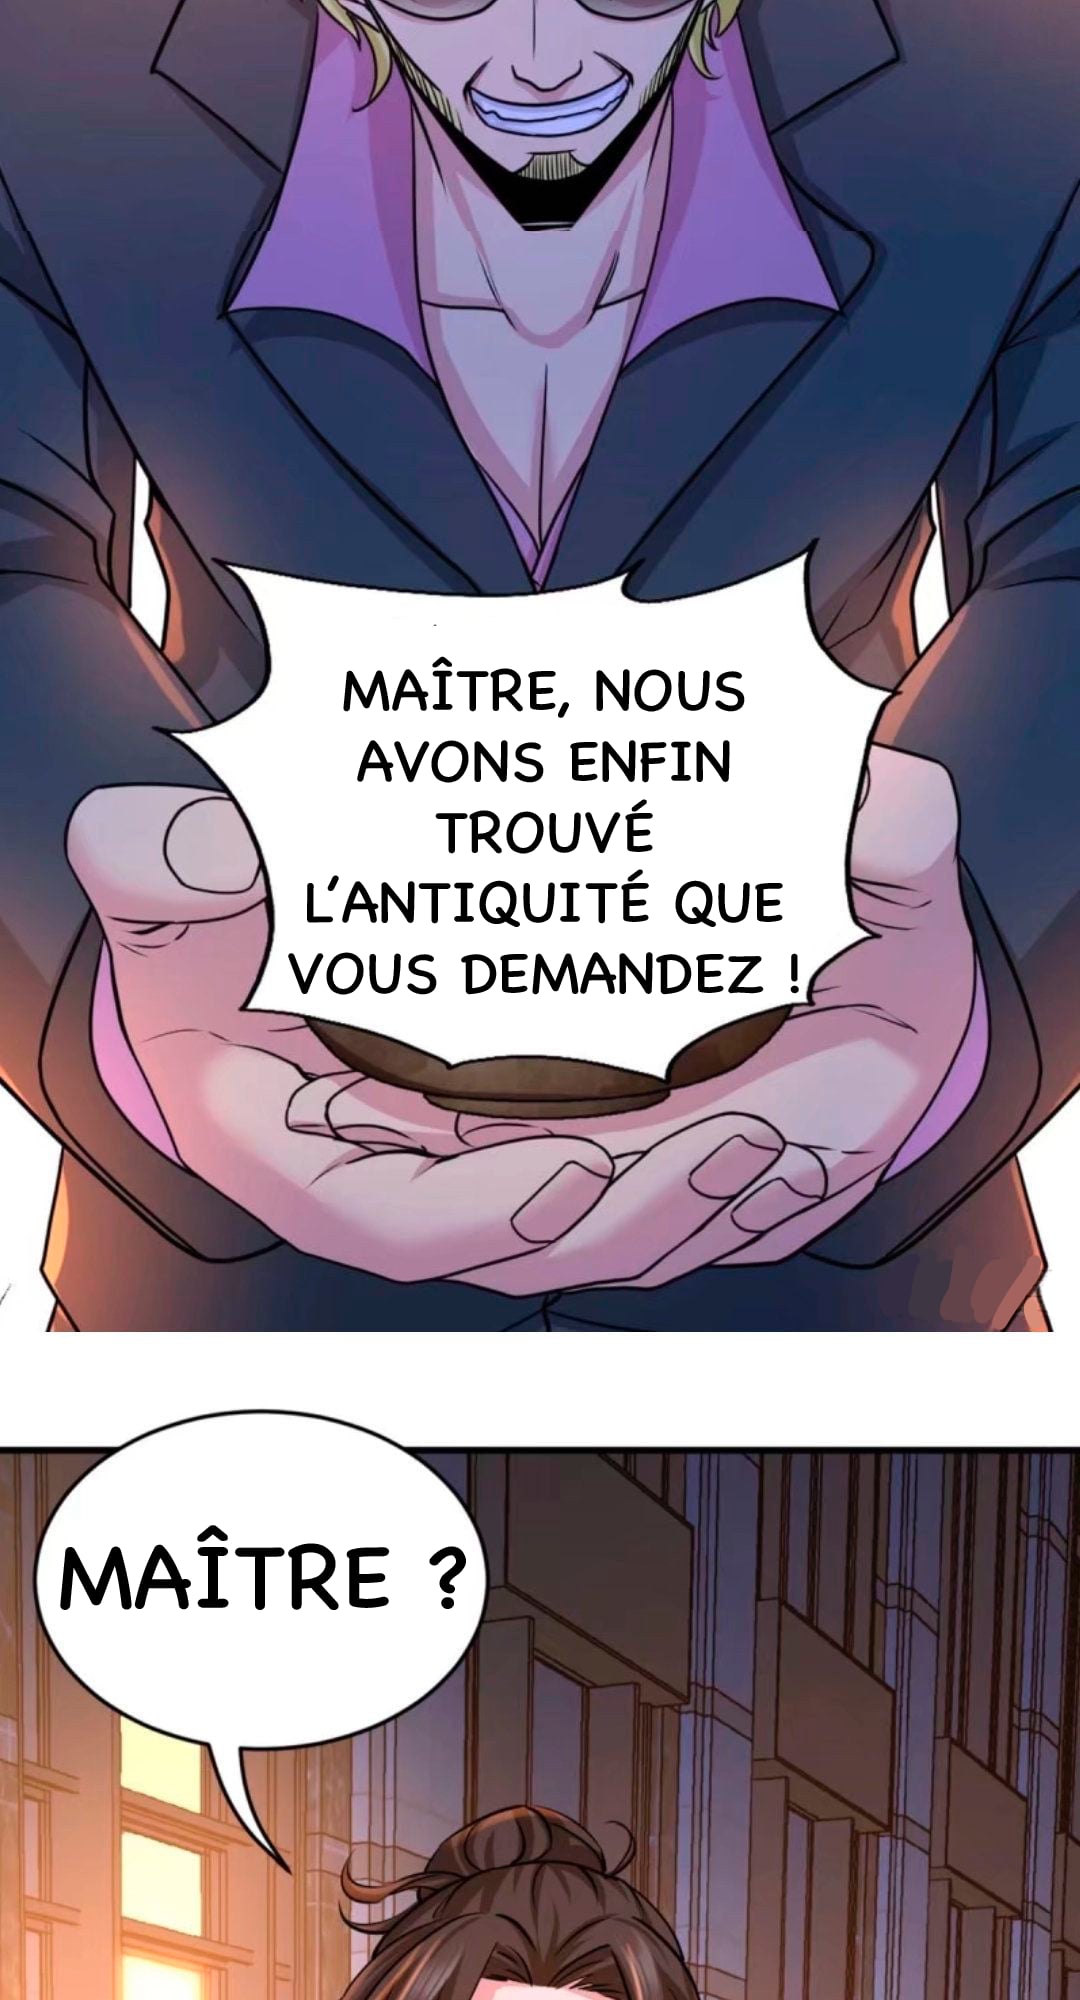 MAÎTRE, NOUS
AVONS ENFIN
TROUVÉ
L'ANTIQUITÉ QUE
VOUS DEMANDEZ !
MAÎTRE ?